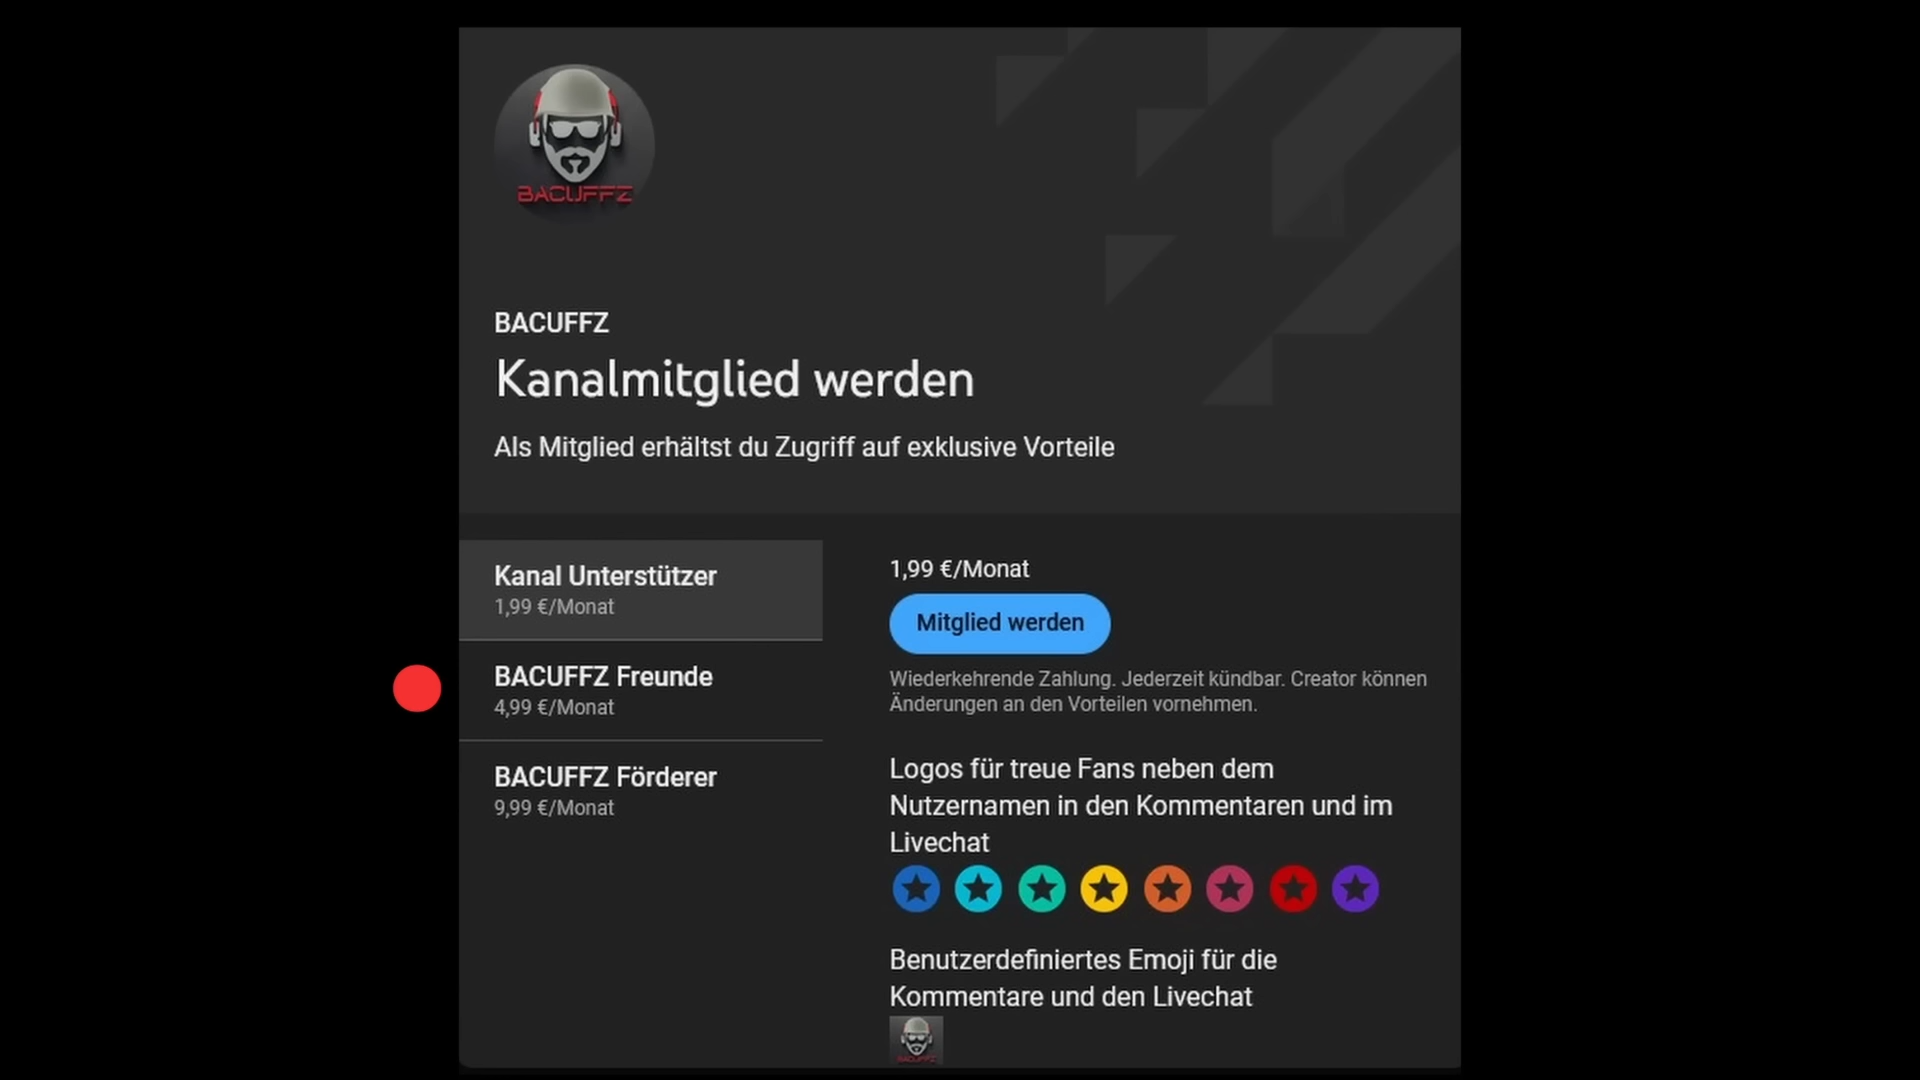 BACUFFZ
BACUFFZ
Kanalmitglied werden
Als Mitglied erhältst du Zugriff auf exklusive Vorteile
Kanal Unterstützer
1,99 €/Monat
BACUFFZ Freunde
4,99 €/Monat
BACUFFZ Förderer
9,99 €/Monat
1,99 €/Monat
Mitglied werden
Wiederkehrende Zahlung. Jederzeit kündbar. Creator können
Änderungen an den Vorteilen vornehmen.
Logos für treue Fans neben dem
Nutzernamen in den Kommentaren und im
Livechat
Benutzerdefiniertes Emoji für die
Kommentare und den Livechat
BACUFFZ